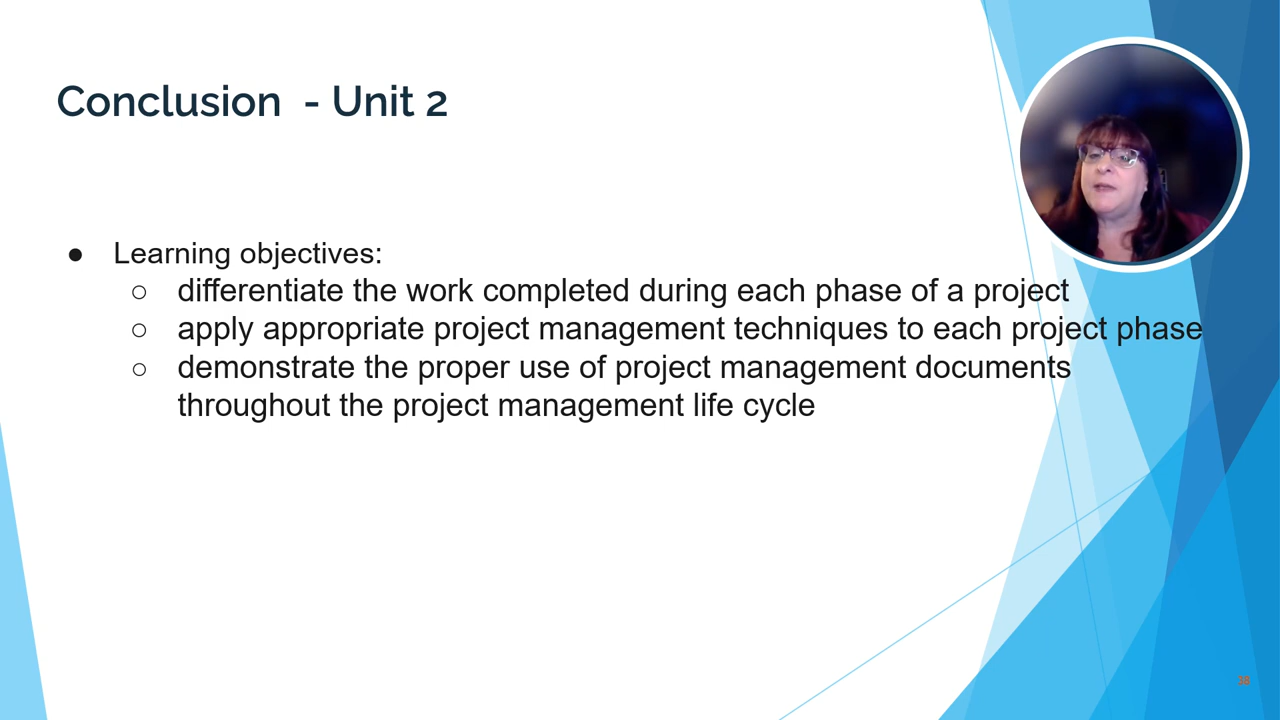 Conclusion - Unit 2
● Learning objectives:
○ differentiate the work completed during each phase of a project
○ apply appropriate project management techniques to each project phase
○ demonstrate the proper use of project management documents
throughout the project management life cycle
38